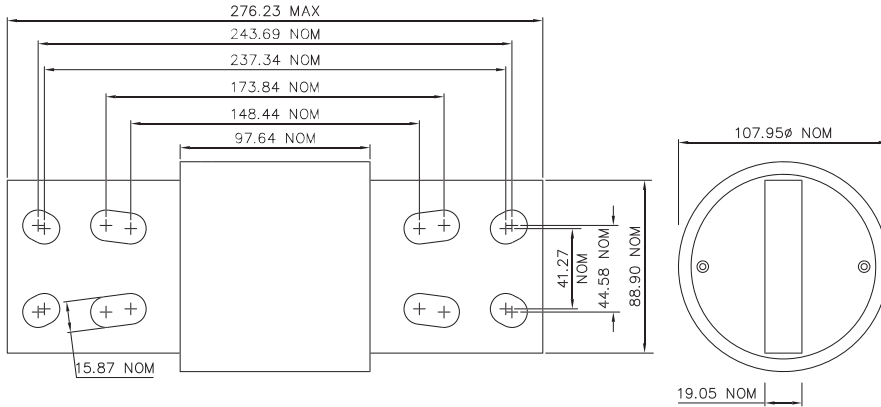 276.23 MAX
243.69 NOM
237.34 NOM
173.84 NOM
148.44 NOM
97.64 NOM
107.95ø NOM
41.27
NOM
44.58 NOM
88.90 NOM
15.87 NOM
19.05 NOM